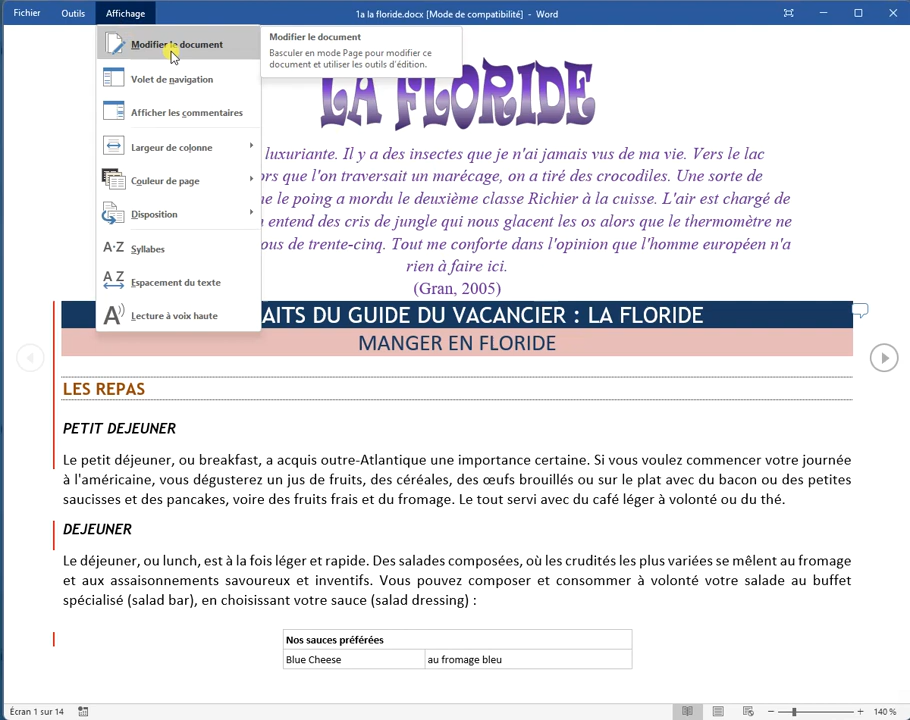 Fichier Outils Affichage 1a la floride.docx [Mode de compatibilité] - Word
Modifier le document
Volet de navigation
Afficher les commentaires
Largeur de colonne
Couleur de page
Disposition
Syllabes
Espacement du texte
Lecture à voix haute
Modifier le document
Basculer en mode Page pour modifier ce
document et utiliser les outils d'édition.
LA FLORIDE
luxuriante. Il y a des insectes que je n'ai jamais vus de ma vie. Vers le lac
ors que l'on traversait un marécage, on a tiré des crocodiles. Une sorte de
e le poing a mordu le deuxième classe Richier à la cuisse. L'air est chargé de
entend des cris de jungle qui nous glacent les os alors que le thermomètre ne
ous de trente-cinq. Tout me conforte dans l'opinion que l'homme européen n'a
rien à faire ici.
(Gran, 2005)
AITS DU GUIDE DU VACANCIER : LA FLORIDE
MANGER EN FLORIDE
LES REPAS
PETIT DEJEUNER
Le petit déjeuner, ou breakfast, a acquis outre-Atlantique une importance certaine. Si vous voulez commencer votre journée
à l'américaine, vous dégusterez un jus de fruits, des céréales, des œufs brouillés ou sur le plat avec du bacon ou des petites
saucisses et des pancakes, voire des fruits frais et du fromage. Le tout servi avec du café léger à volonté ou du thé.
DEJEUNER
Le déjeuner, ou lunch, est à la fois léger et rapide. Des salades composées, où les crudités les plus variées se mêlent au fromage
et aux assaisonnements savoureux et inventifs. Vous pouvez composer et consommer à volonté votre salade au buffet
spécialisé (salad bar), en choisissant votre sauce (salad dressing) :
Nos sauces préférées
Blue Cheese au fromage bleu
Écran 1 sur 14 140 %